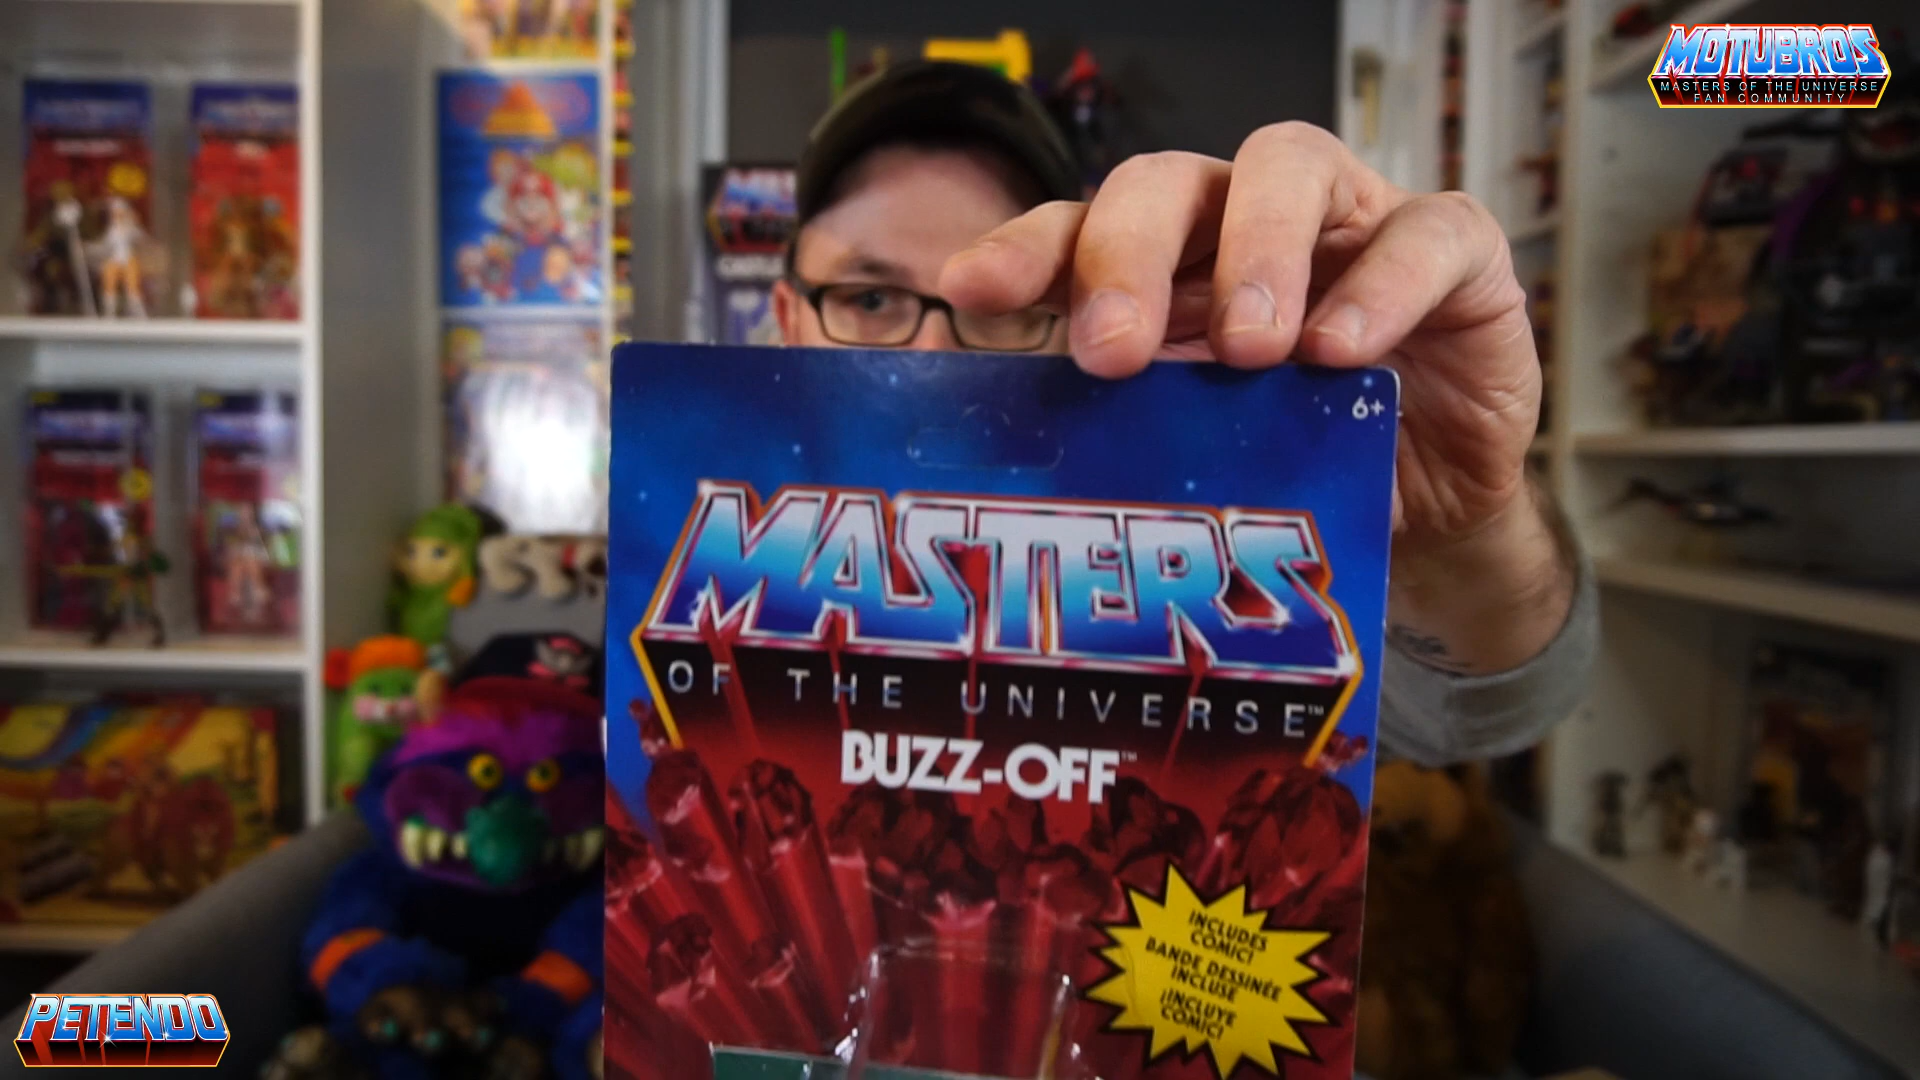 MOTUBROS
MASTERS OF THE UNIVERSE
FAN COMMUNITY
6+
MASTERS
OF THE UNIVERSE™
BUZZ-OFF™
INCLUDES
COMIC!
BANDE DESSINÉE
INCLUSE
¡INCLUYE
CÓMIC!
PETENDO